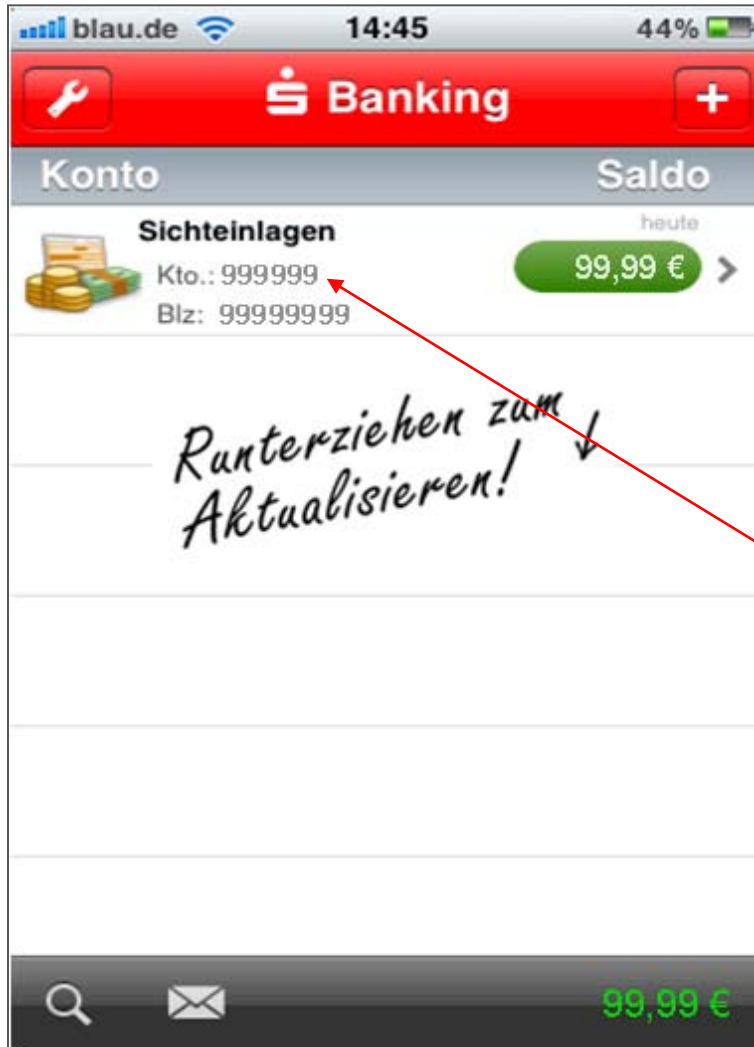 blau.de 14:45 44%
Banking +
Konto Saldo
heute
Sichteinlagen
99,99 €
Kto.: 999999
Blz: 99999999
Runterziehen zum
Aktualisieren!
99,99 €